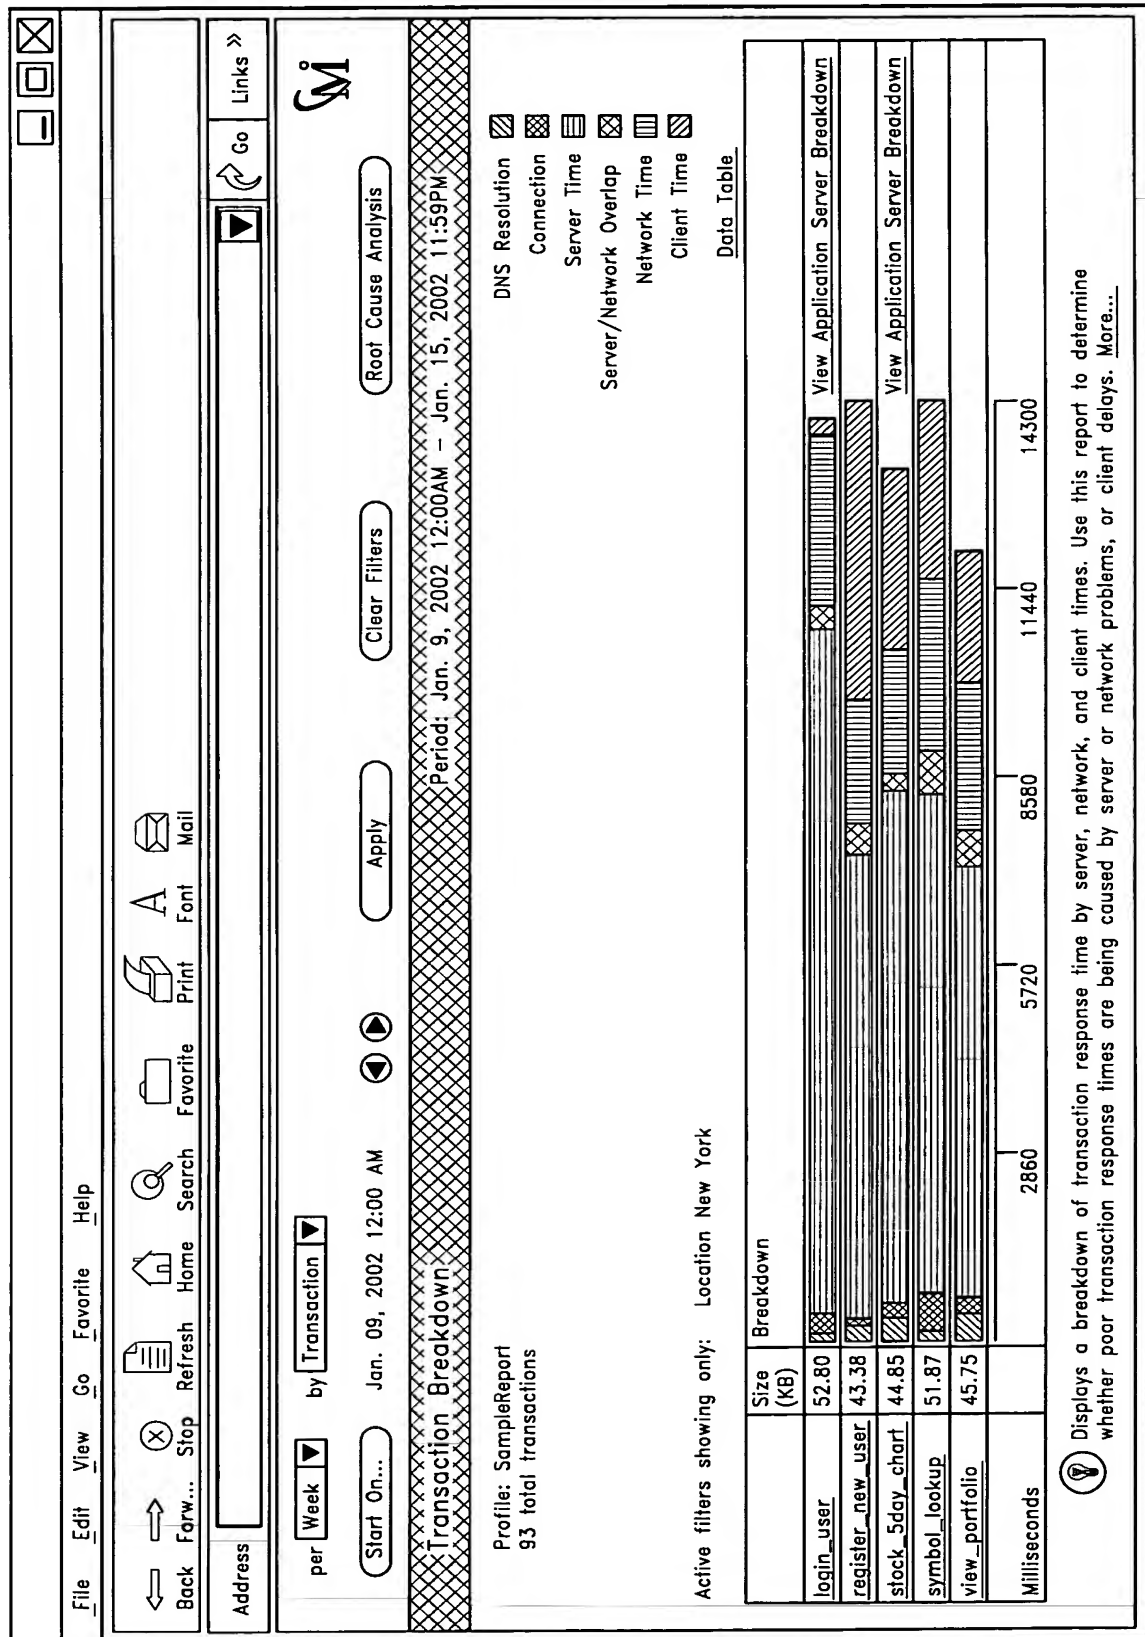 File Edit View Go Favorite Help
Back Forw... Stop Refresh Home Search Favorite Print Font Mail
Address Go Links »
per Week by Transaction
Start On... Jan. 09, 2002 12:00 AM Apply Clear Filters Root Cause Analysis
CM
Transaction Breakdown Period: Jan. 9, 2002 12:00AM – Jan. 15, 2002 11:59PM
Profile: SampleReport
93 total transactions
DNS Resolution
Connection
Server Time
Server/Network Overlap
Network Time
Client Time
Active filters showing only: Location New York
Data Table
Size (KB) Breakdown
login_user 52.80 View Application Server Breakdown
register_new_user 43.38
stock_5day_chart 44.85 View Application Server Breakdown
symbol_lookup 51.87
view_portfolio 45.75
Milliseconds 2860 5720 8580 11440 14300
Displays a breakdown of transaction response time by server, network, and client times. Use this report to determine
whether poor transaction response times are being caused by server or network problems, or client delays. More...